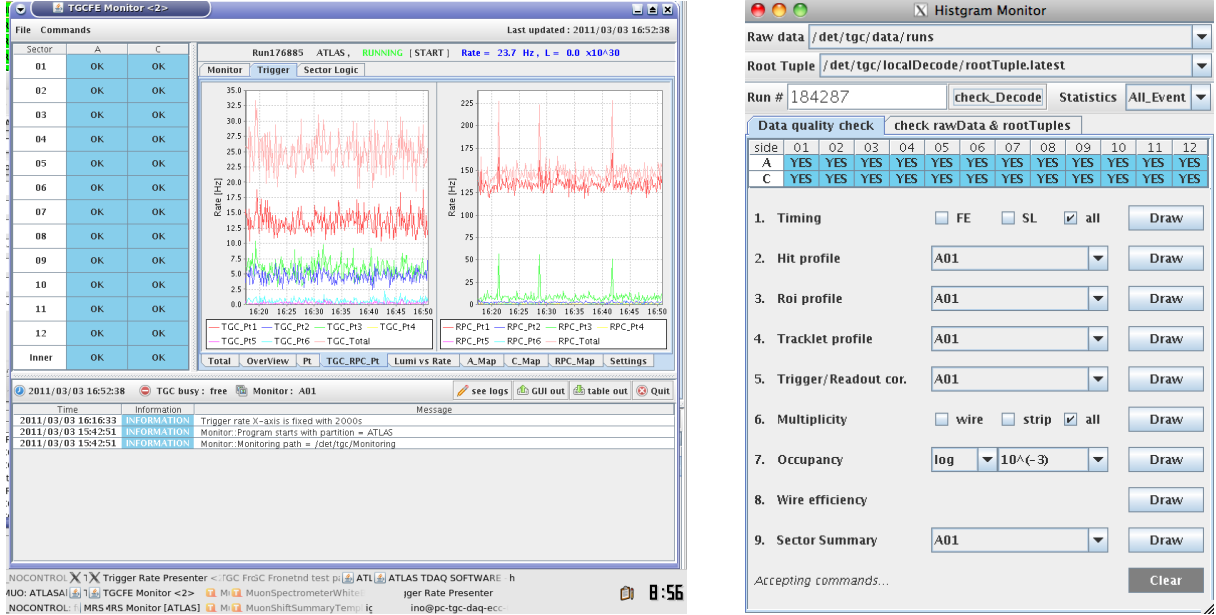 TGCFE Monitor <2>
File Commands Last updated : 2011/03/03 16:52:38
Sector A C
01 OK OK
02 OK OK
03 OK OK
04 OK OK
05 OK OK
06 OK OK
07 OK OK
08 OK OK
09 OK OK
10 OK OK
11 OK OK
12 OK OK
Inner OK OK
Run176885 ATLAS , RUNNING [ START ] Rate = 23.7 Hz , L = 0.0 x10^30
Monitor Trigger Sector Logic
Rate [Hz]
35.0
32.5
30.0
27.5
25.0
22.5
20.0
17.5
15.0
12.5
10.0
7.5
5.0
2.5
0.0
16:20 16:25 16:30 16:35 16:40 16:45 16:50
TGC_Pt1 TGC_Pt2 TGC_Pt3 TGC_Pt4
TGC_Pt5 TGC_Pt6 TGC_Total
Rate [Hz]
225
200
175
150
125
100
75
50
25
0
16:20 16:25 16:30 16:35 16:40 16:45 16:50
RPC_Pt1 RPC_Pt2 RPC_Pt3 RPC_Pt4
RPC_Pt5 RPC_Pt6 RPC_Total
Total OverView Pt TGC_RPC_Pt Lumi vs Rate A_Map C_Map RPC_Map Settings
2011/03/03 16:52:38 TGC busy : free Monitor : A01 see logs GUI out table out Quit
Time Information Message
2011/03/03 16:16:33 INFORMATION Trigger rate X-axis is fixed with 2000s
2011/03/03 15:42:51 INFORMATION Monitor::Program starts with partition = ATLAS
2011/03/03 15:42:51 INFORMATION Monitor::Monitoring path = /det/tgc/Monitoring
NOCONTROL Trigger Rate Presenter <: TGC Fro Fronetnd test p ATL ATLAS TDAQ SOFTWARE - h
MUO: ATLASAI TGCFE Monitor <2> MuonSpectrometerWhite ger Rate Presenter
NOCONTROL: MRS MRS Monitor [ATLAS] MuonShiftSummaryTempl ino@pc-tgc-daq-ecc-
8:56
Histgram Monitor
Raw data /det/tgc/data/runs
Root Tuple /det/tgc/localDecode/rootTuple.latest
Run # 184287 check_Decode Statistics All_Event
Data quality check check rawData & rootTuples
side 01 02 03 04 05 06 07 08 09 10 11 12
A YES YES YES YES YES YES YES YES YES YES YES YES
C YES YES YES YES YES YES YES YES YES YES YES YES
1. Timing FE SL all Draw
2. Hit profile A01 Draw
3. Roi profile A01 Draw
4. Tracklet profile A01 Draw
5. Trigger/Readout cor. A01 Draw
6. Multiplicity wire strip all Draw
7. Occupancy log 10^(-3) Draw
8. Wire efficiency Draw
9. Sector Summary A01 Draw
Accepting commands... Clear